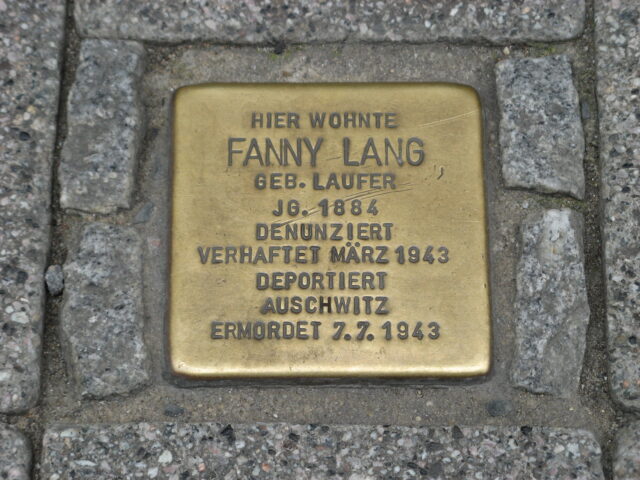 HIER WOHNTE
FANNY LANG
GEB. LAUFER
JG. 1884
DENUNZIERT
VERHAFTET MÄRZ 1943
DEPORTIERT
AUSCHWITZ
ERMORDET 7.7.1943